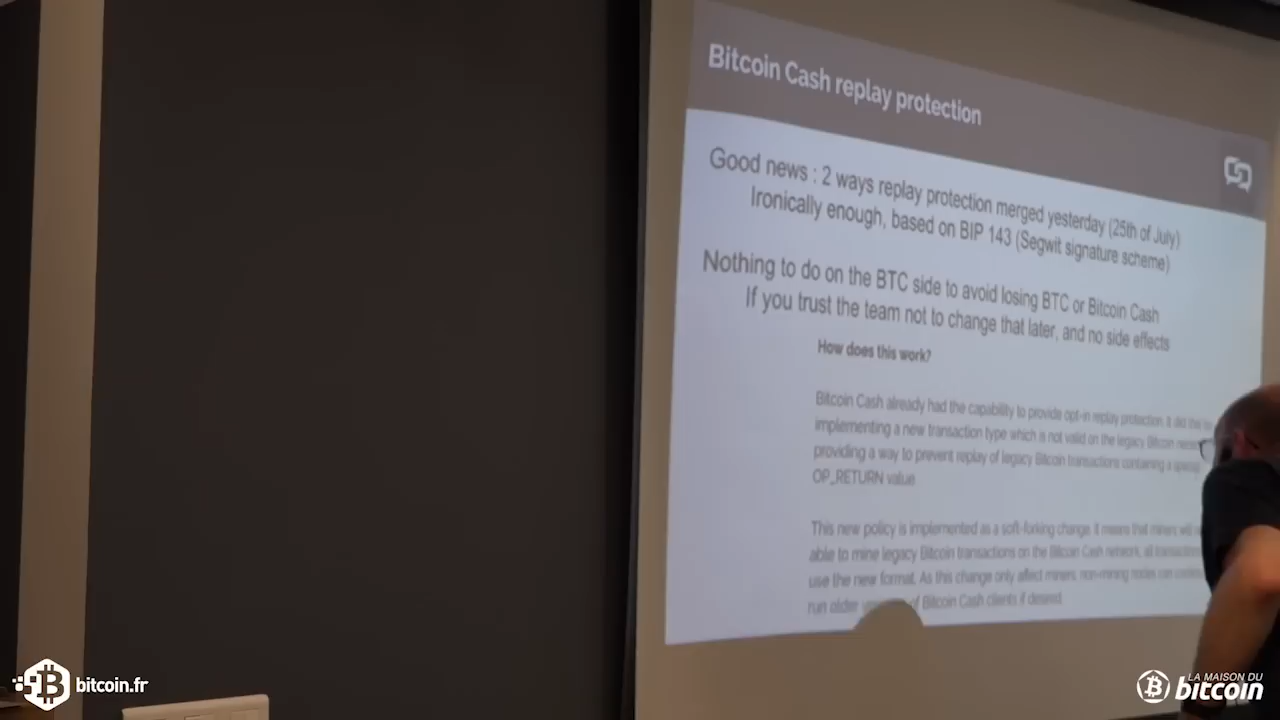 Bitcoin Cash replay protection
Good news : 2 ways replay protection merged yesterday (25th of July)
Ironically enough, based on BIP 143 (Segwit signature scheme)
Nothing to do on the BTC side to avoid losing BTC or Bitcoin Cash
If you trust the team not to change that later, and no side effects
How does this work?
Bitcoin Cash already had the capability to provide opt-in replay protection. It did this
implementing a new transaction type which is not valid on the legacy Bitcoin
providing a way to prevent replay of legacy Bitcoin transactions containing a
OP_RETURN value
This new policy is implemented as a soft-forking change. It means that miners will
able to mine legacy Bitcoin transactions on the Bitcoin Cash network, all
use the new format. As this change only affect miners, non-mining nodes can
run older of Bitcoin Cash clients if desired.
bitcoin.fr
LA MAISON DU
bitcoin